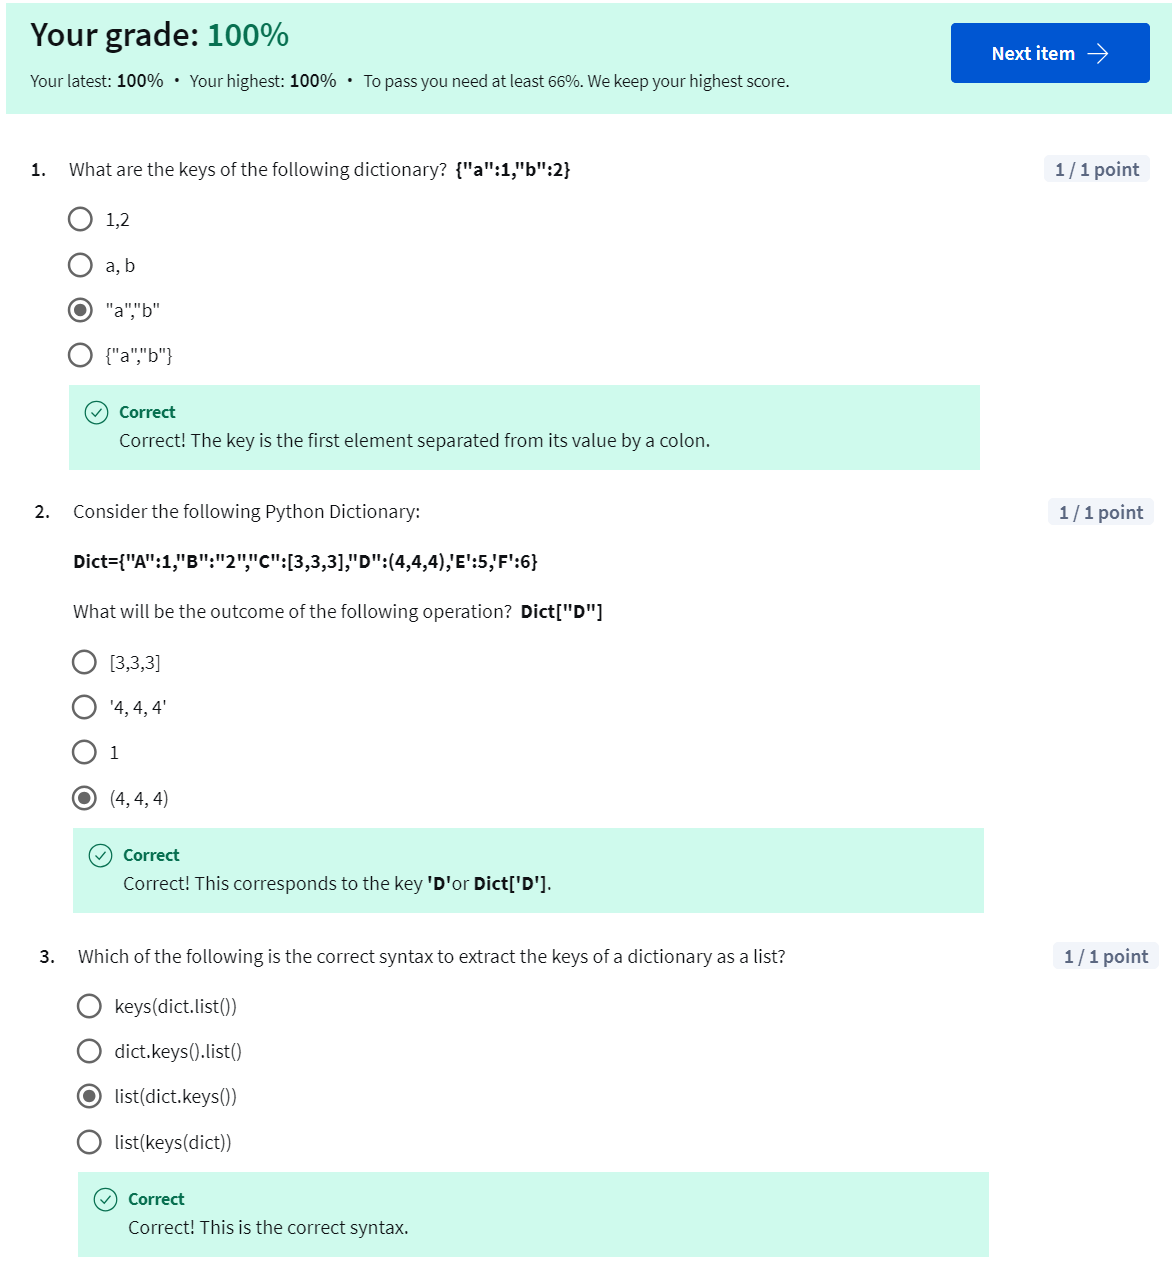 Your grade: 100%
Next item
Your latest: 100% • Your highest: 100% • To pass you need at least 66%. We keep your highest score.
1. What are the keys of the following dictionary? {"a":1,"b":2}
1 / 1 point
1,2
a, b
"a","b"
{"a","b"}
Correct
Correct! The key is the first element separated from its value by a colon.
2. Consider the following Python Dictionary:
1 / 1 point
Dict={"A":1,"B":"2","C":[3,3,3],"D":(4,4,4),'E':5,'F':6}
What will be the outcome of the following operation? Dict["D"]
[3,3,3]
'4, 4, 4'
1
(4, 4, 4)
Correct
Correct! This corresponds to the key 'D'or Dict['D'].
3. Which of the following is the correct syntax to extract the keys of a dictionary as a list?
1 / 1 point
keys(dict.list())
dict.keys().list()
list(dict.keys())
list(keys(dict))
Correct
Correct! This is the correct syntax.